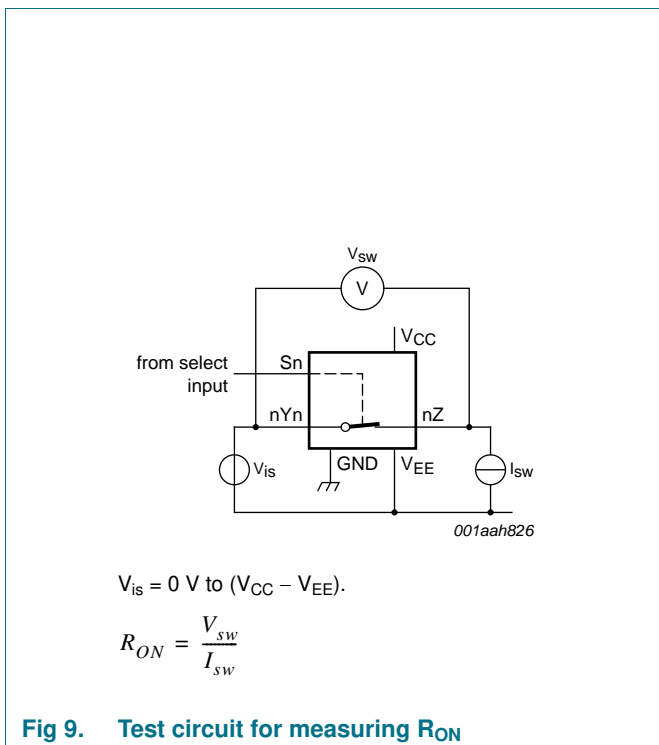 Vsw
V
VCC
from select
input
Sn
nYn
nZ
Vis
GND
VEE
Isw
001aah826
Vis = 0 V to (VCC − VEE).
RON = Vsw / Isw
Fig 9. Test circuit for measuring RON